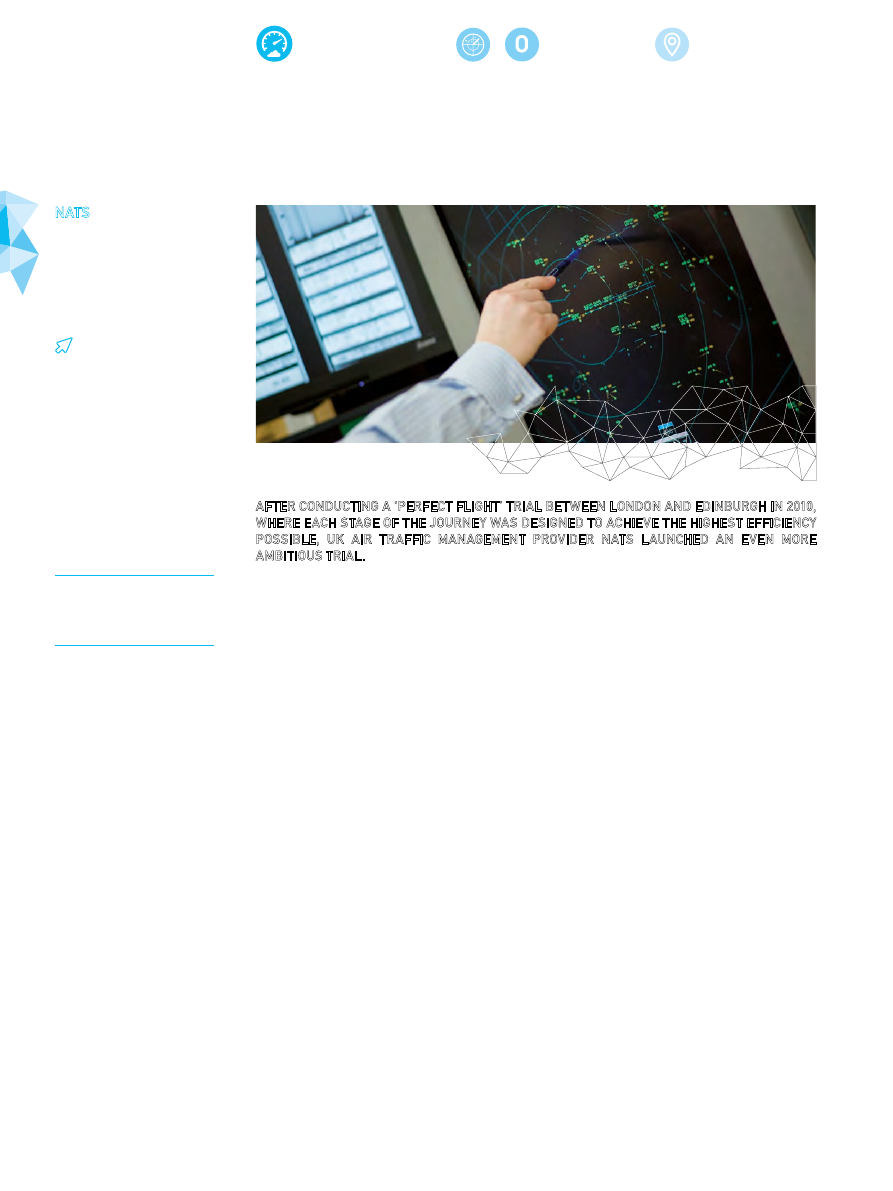 0
NATS
AFTER CONDUCTING A 'PERFECT FLIGHT' TRIAL BETWEEN LONDON AND EDINBURGH IN 2010,
WHERE EACH STAGE OF THE JOURNEY WAS DESIGNED TO ACHIEVE THE HIGHEST EFFICIENCY
POSSIBLE, UK AIR TRAFFIC MANAGEMENT PROVIDER NATS LAUNCHED AN EVEN MORE
AMBITIOUS TRIAL.